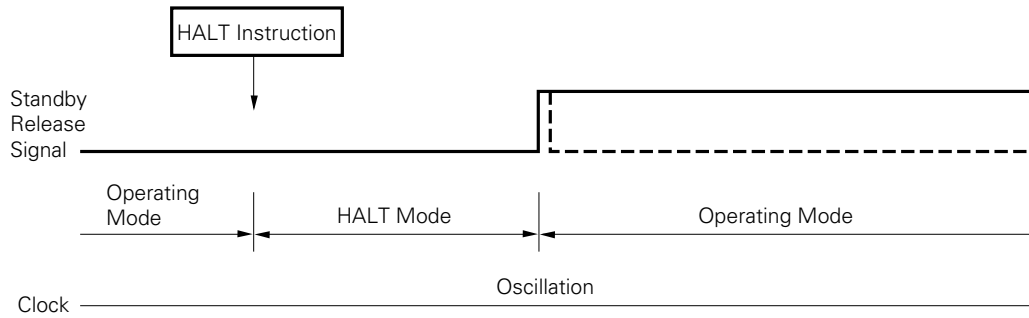 HALT Instruction
Standby
Release
Signal
Operating
Mode
HALT Mode
Operating Mode
Oscillation
Clock